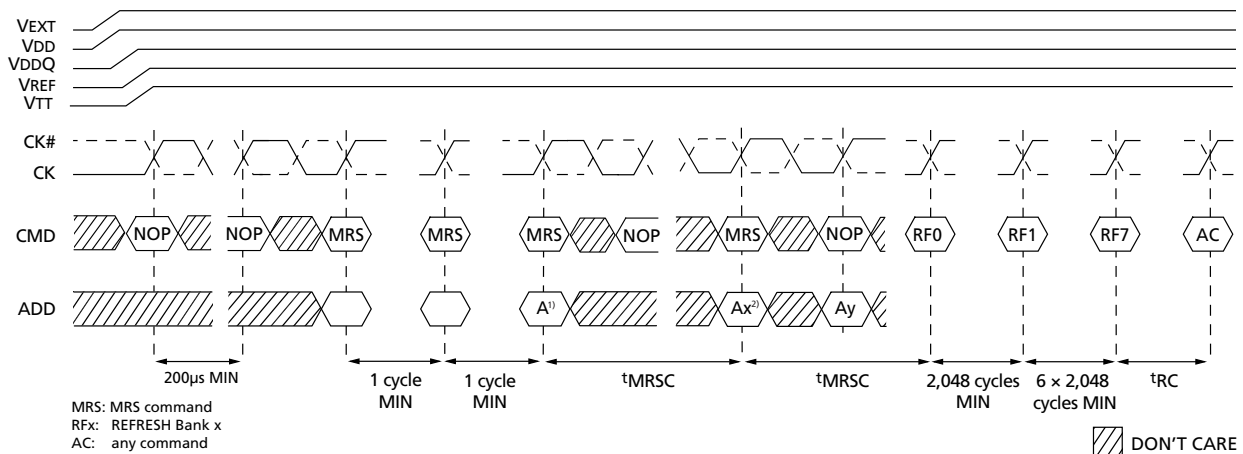 VEXT
VDD
VDDQ
VREF
VTT
CK#
CK
CMD NOP NOP MRS MRS MRS NOP MRS NOP RF0 RF1 RF7 AC
ADD A1) Ax2) Ay
200µs MIN
1 cycle
MIN
1 cycle
MIN
tMRSC
tMRSC
2,048 cycles
MIN
6 × 2,048
cycles MIN
tRC
MRS: MRS command
RFx: REFRESH Bank x
AC: any command
DON'T CARE